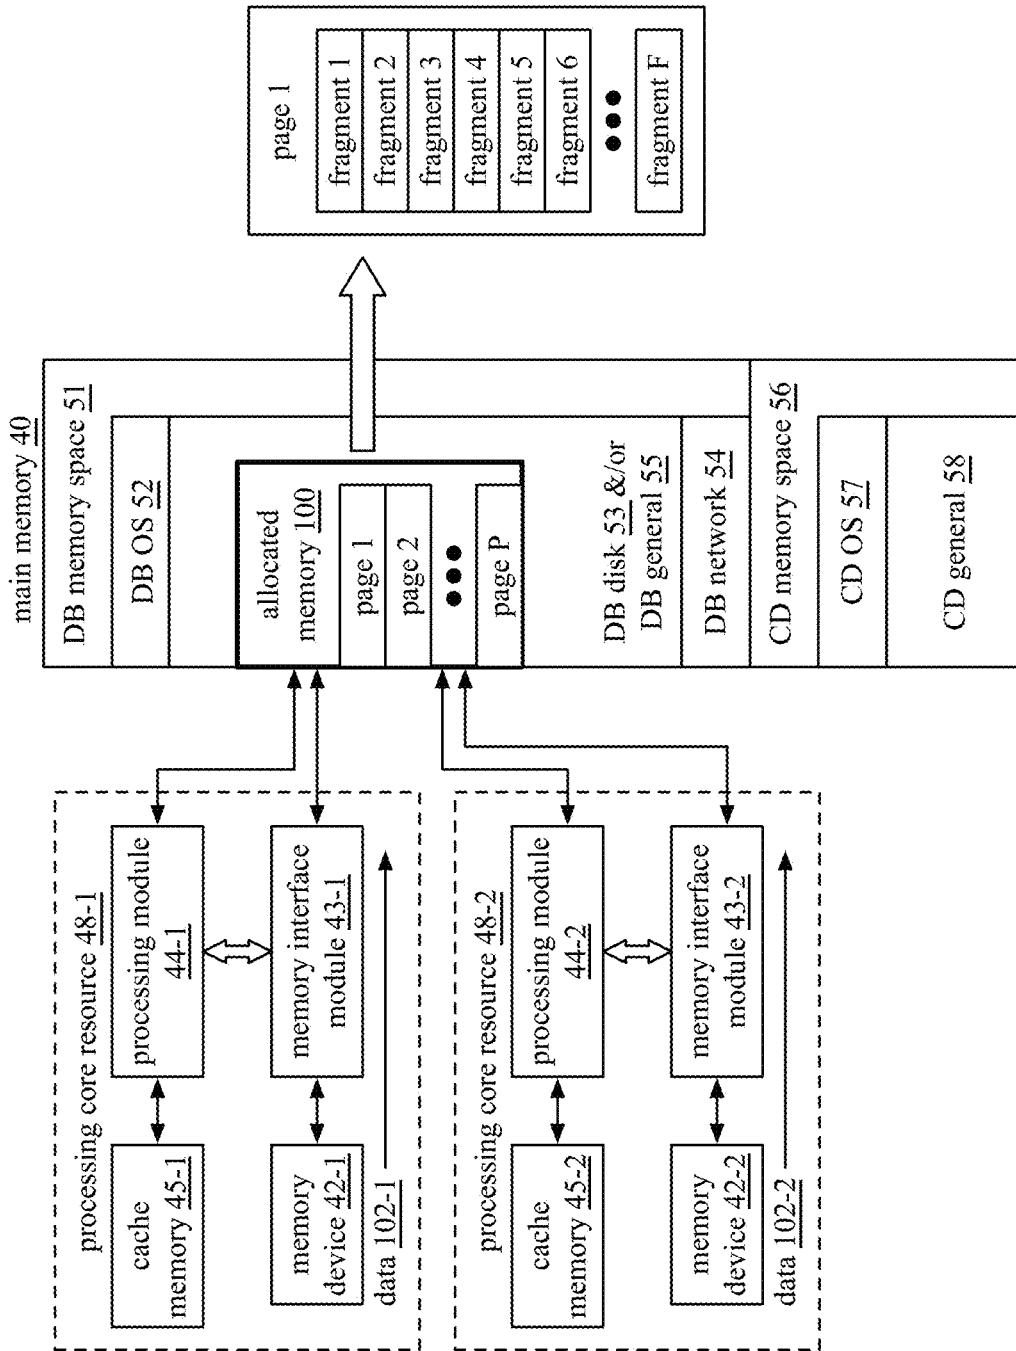 processing core resource 48-1
cache
memory 45-1
processing module
44-1
memory
device 42-1
memory interface
module 43-1
data 102-1
processing core resource 48-2
cache
memory 45-2
processing module
44-2
memory
device 42-2
memory interface
module 43-2
data 102-2
main memory 40
DB memory space 51
DB OS 52
allocated
memory 100
page 1
page 2
page P
DB disk 53 &/or
DB general 55
DB network 54
CD memory space 56
CD OS 57
CD general 58
page 1
fragment 1
fragment 2
fragment 3
fragment 4
fragment 5
fragment 6
fragment F